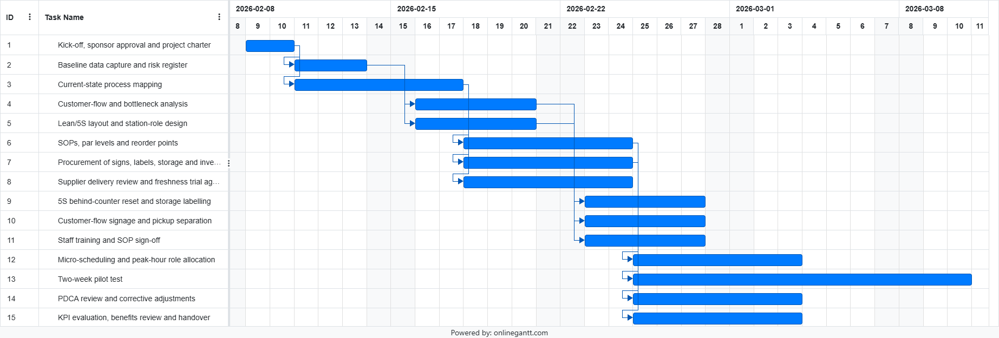 ID Task Name 2026-02-08 2026-02-15 2026-02-22 2026-03-01 2026-03-08
8 9 10 11 12 13 14 15 16 17 18 19 20 21 22 23 24 25 26 27 28 1 2 3 4 5 6 7 8 9 10 11
1 Kick-off, sponsor approval and project charter
2 Baseline data capture and risk register
3 Current-state process mapping
4 Customer-flow and bottleneck analysis
5 Lean/5S layout and station-role design
6 SOPs, par levels and reorder points
7 Procurement of signs, labels, storage and inve...
8 Supplier delivery review and freshness trial ag...
9 5S behind-counter reset and storage labelling
10 Customer-flow signage and pickup separation
11 Staff training and SOP sign-off
12 Micro-scheduling and peak-hour role allocation
13 Two-week pilot test
14 PDCA review and corrective adjustments
15 KPI evaluation, benefits review and handover
Powered by: onlinegantt.com